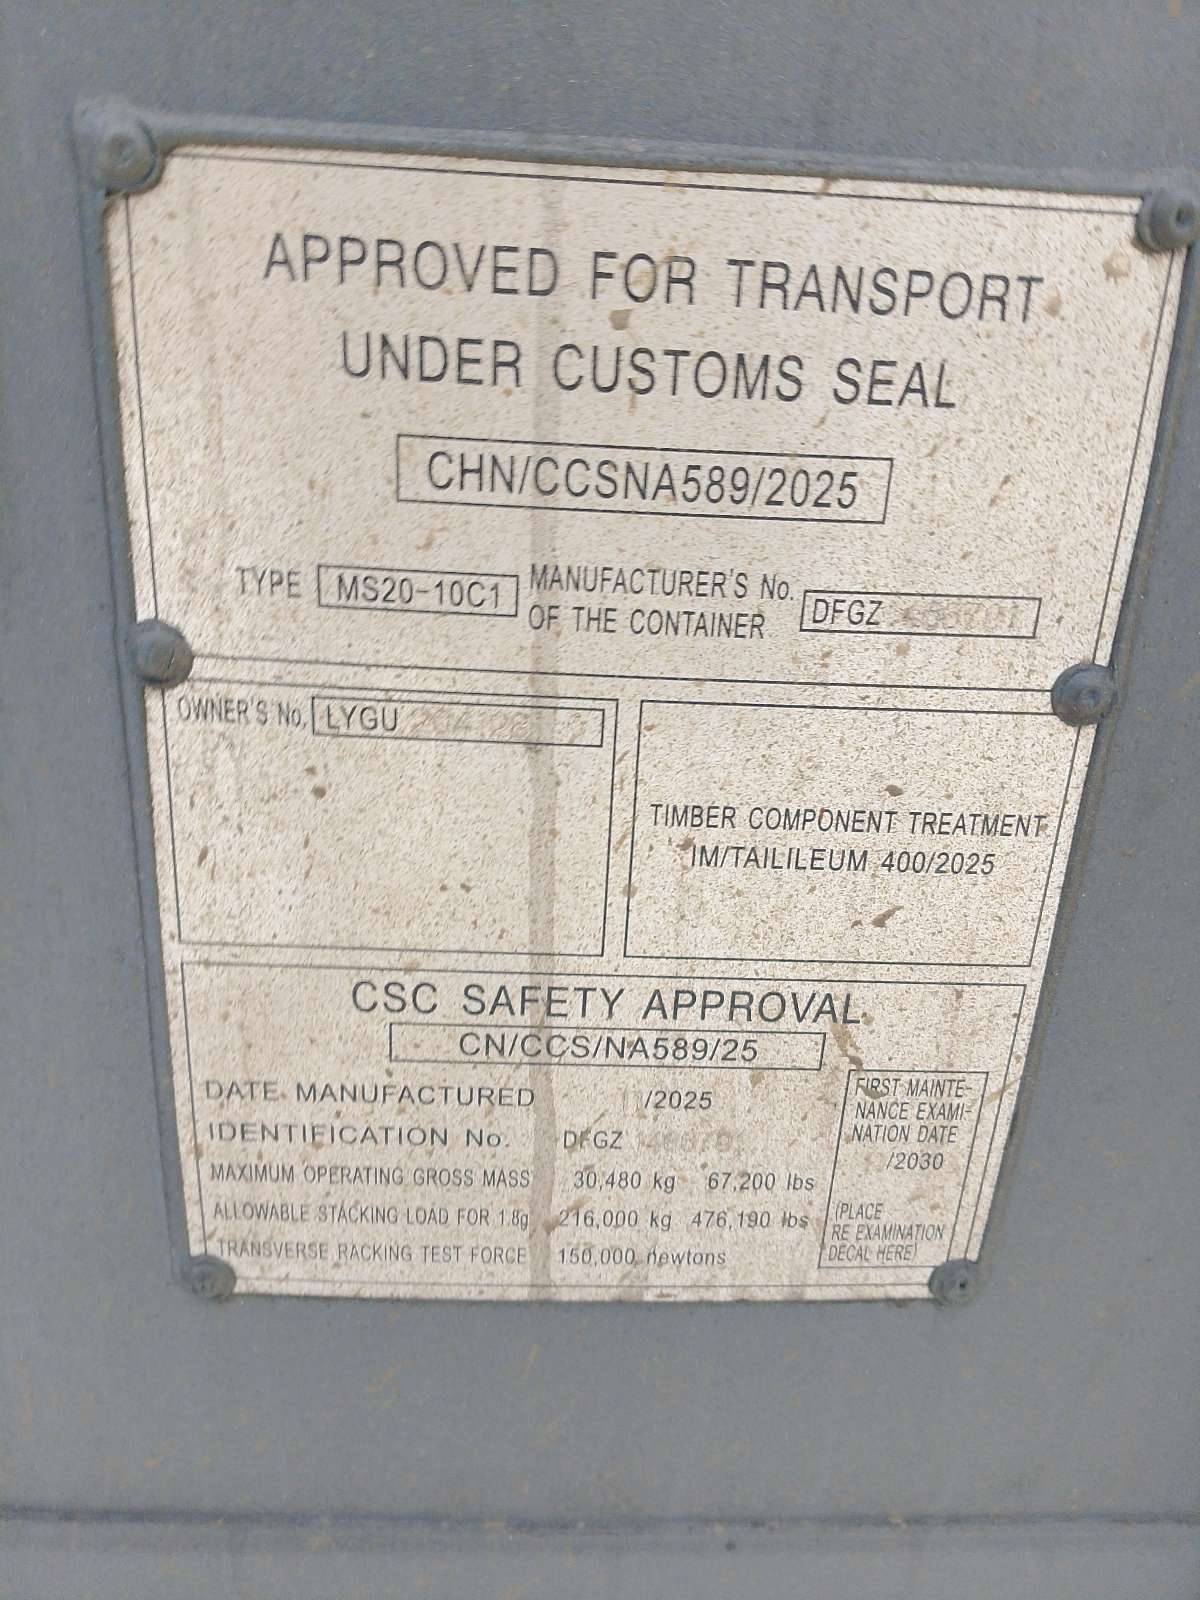 APPROVED FOR TRANSPORT
UNDER CUSTOMS SEAL
CHN/CCSNA589/2025
TYPE MS20-10C1 MANUFACTURER'S No. OF THE CONTAINER DFGZ
OWNER'S No. LYGU
TIMBER COMPONENT TREATMENT
IM/TAILILEUM 400/2025
CSC SAFETY APPROVAL
CN/CCS/NA589/25
DATE MANUFACTURED /2025
IDENTIFICATION No. DFGZ
MAXIMUM OPERATING GROSS MASS 30,480 kg 67,200 lbs
ALLOWABLE STACKING LOAD FOR 1.8g 216,000 kg 476,190 lbs
TRANSVERSE RACKING TEST FORCE 150,000 newtons
FIRST MAINTE-
NANCE EXAMI-
NATION DATE
/2030
(PLACE
RE EXAMINATION
DECAL HERE)